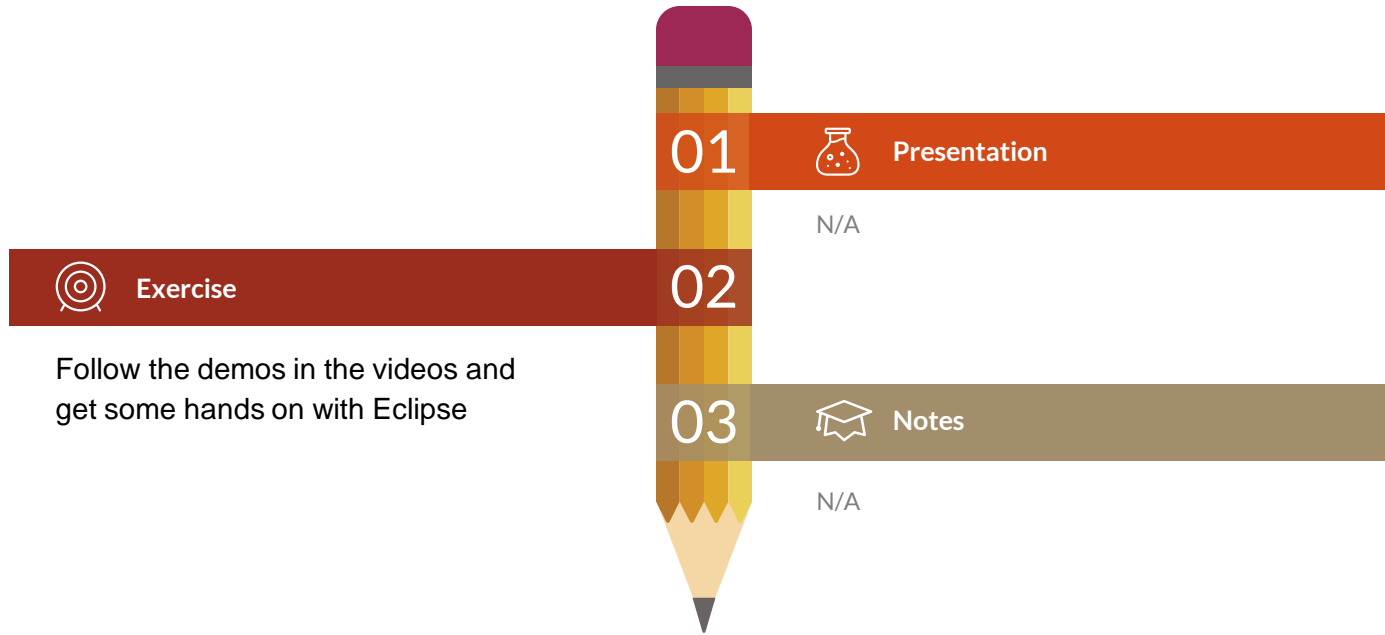 01
Presentation
N/A
02
Exercise
Follow the demos in the videos and
get some hands on with Eclipse
03
Notes
N/A